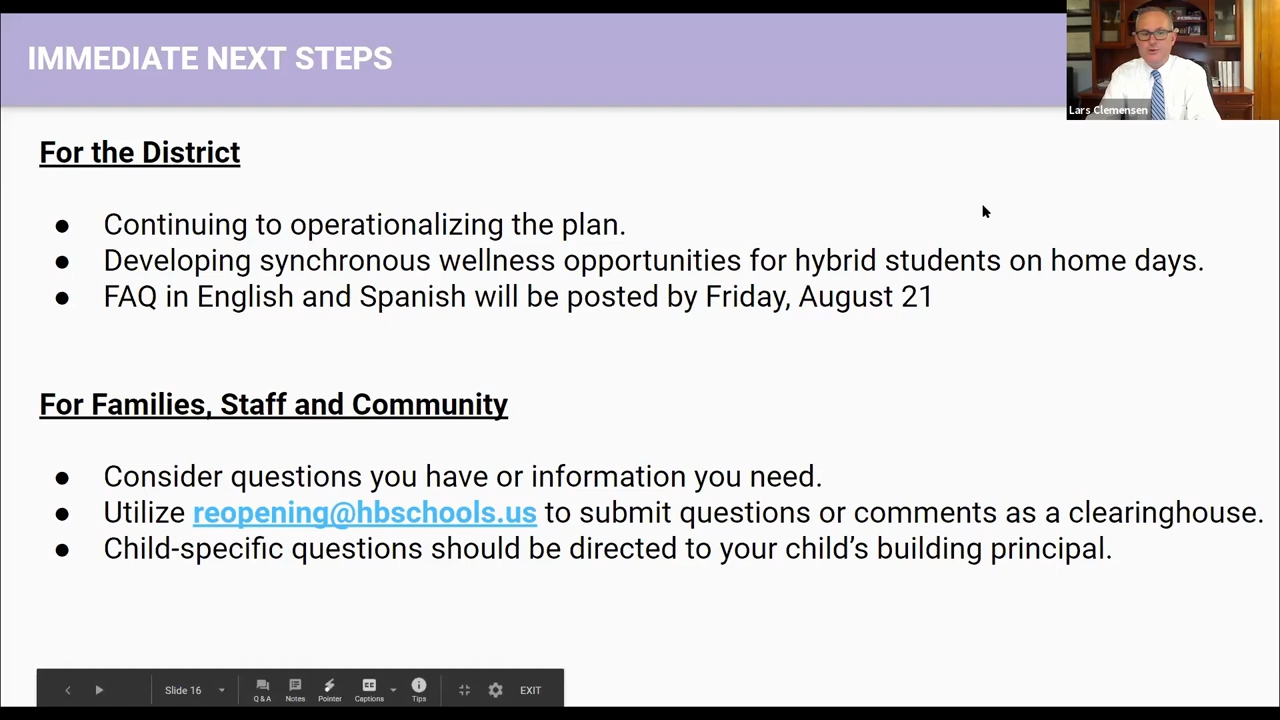 IMMEDIATE NEXT STEPS
Lars Clemensen
For the District
● Continuing to operationalizing the plan.
● Developing synchronous wellness opportunities for hybrid students on home days.
● FAQ in English and Spanish will be posted by Friday, August 21
For Families, Staff and Community
● Consider questions you have or information you need.
● Utilize reopening@hbschools.us to submit questions or comments as a clearinghouse.
● Child-specific questions should be directed to your child’s building principal.
Slide 16
Q & A Notes Pointer Captions Tips EXIT